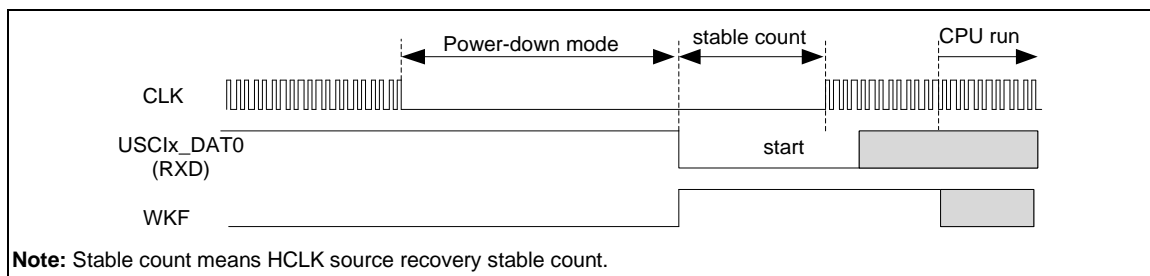 Power-down mode
stable count
CPU run
CLK
USCIx_DAT0
(RXD)
start
WKF
Note: Stable count means HCLK source recovery stable count.